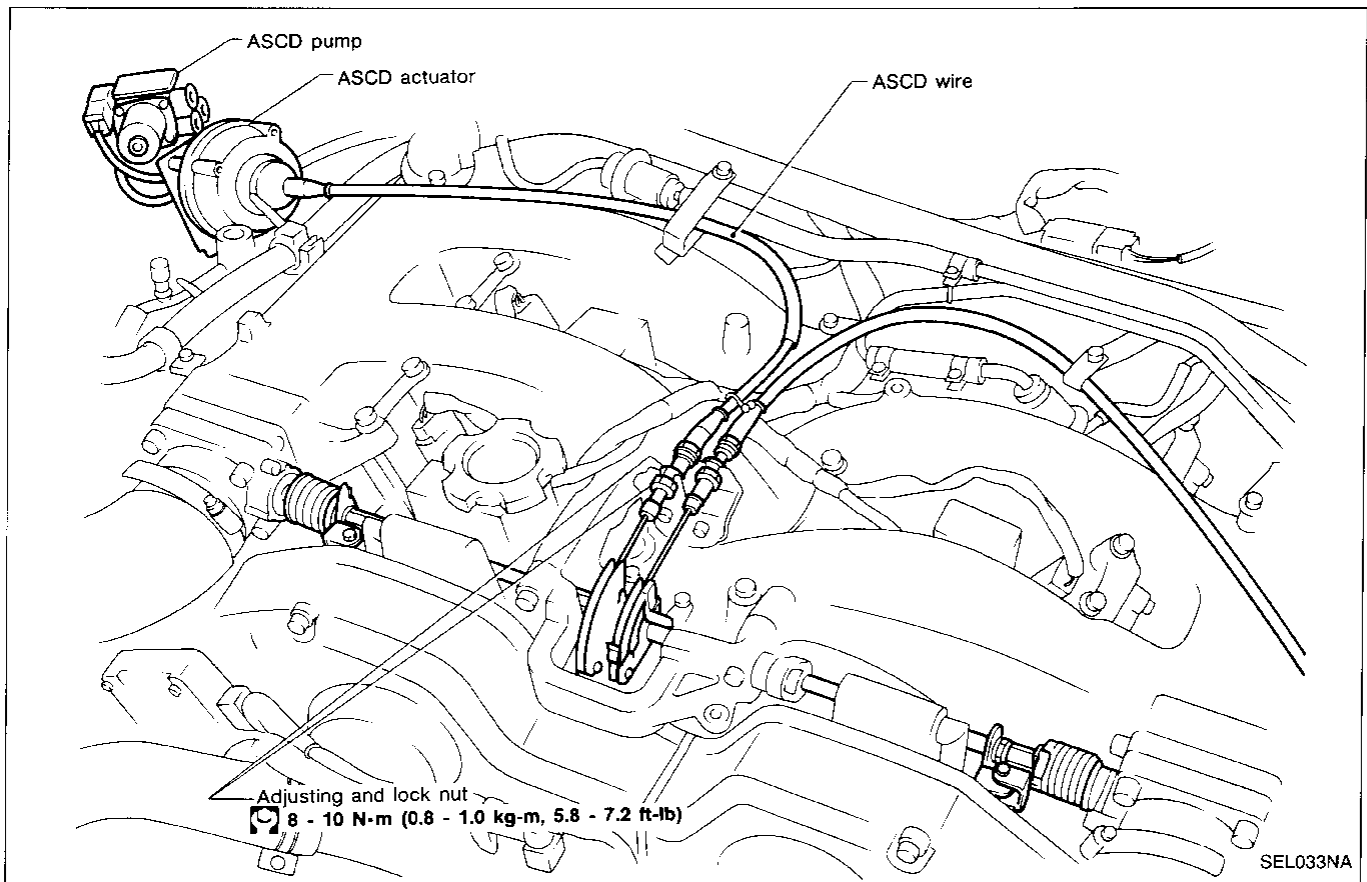 ASCD pump
ASCD actuator
ASCD wire
Adjusting and lock nut
8 - 10 N·m (0.8 - 1.0 kg-m, 5.8 - 7.2 ft-lb)
SEL033NA